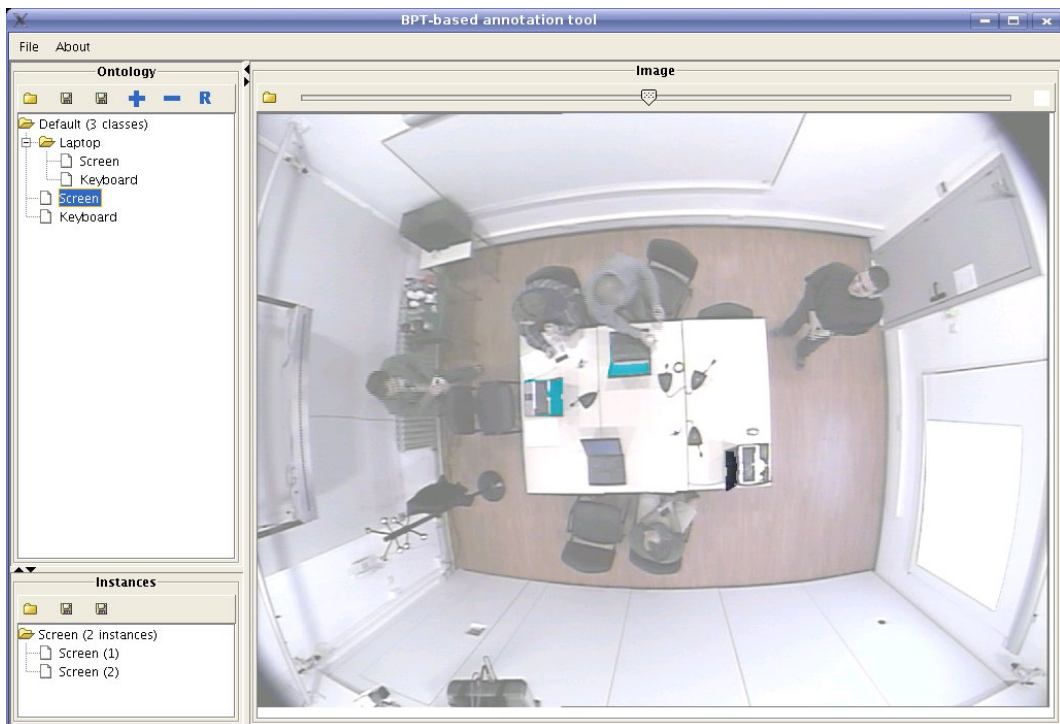 BPT-based annotation tool
File About
Ontology
R
Default (3 classes)
Laptop
Screen
Keyboard
Screen
Keyboard
Instances
Screen (2 instances)
Screen (1)
Screen (2)
Image